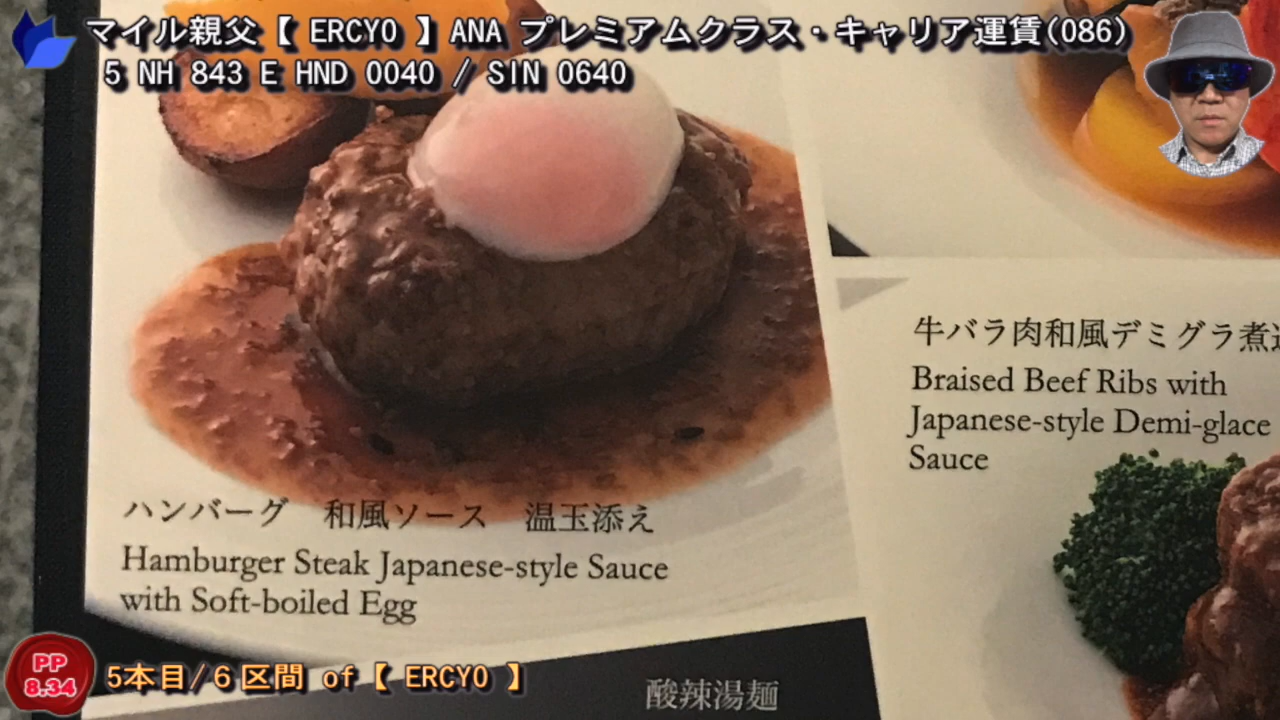 マイル親父【 ERCYO 】ANA プレミアムクラス・キャリア運賃(086)
5 NH 843 E HND 0040 / SIN 0640
牛バラ肉和風デミグラ煮込
Braised Beef Ribs with
Japanese-style Demi-glace
Sauce
ハンバーグ 和風ソース 温玉添え
Hamburger Steak Japanese-style Sauce
with Soft-boiled Egg
PP
8.34
5本目/６区間 of【 ERCYO 】
酸辣湯麺